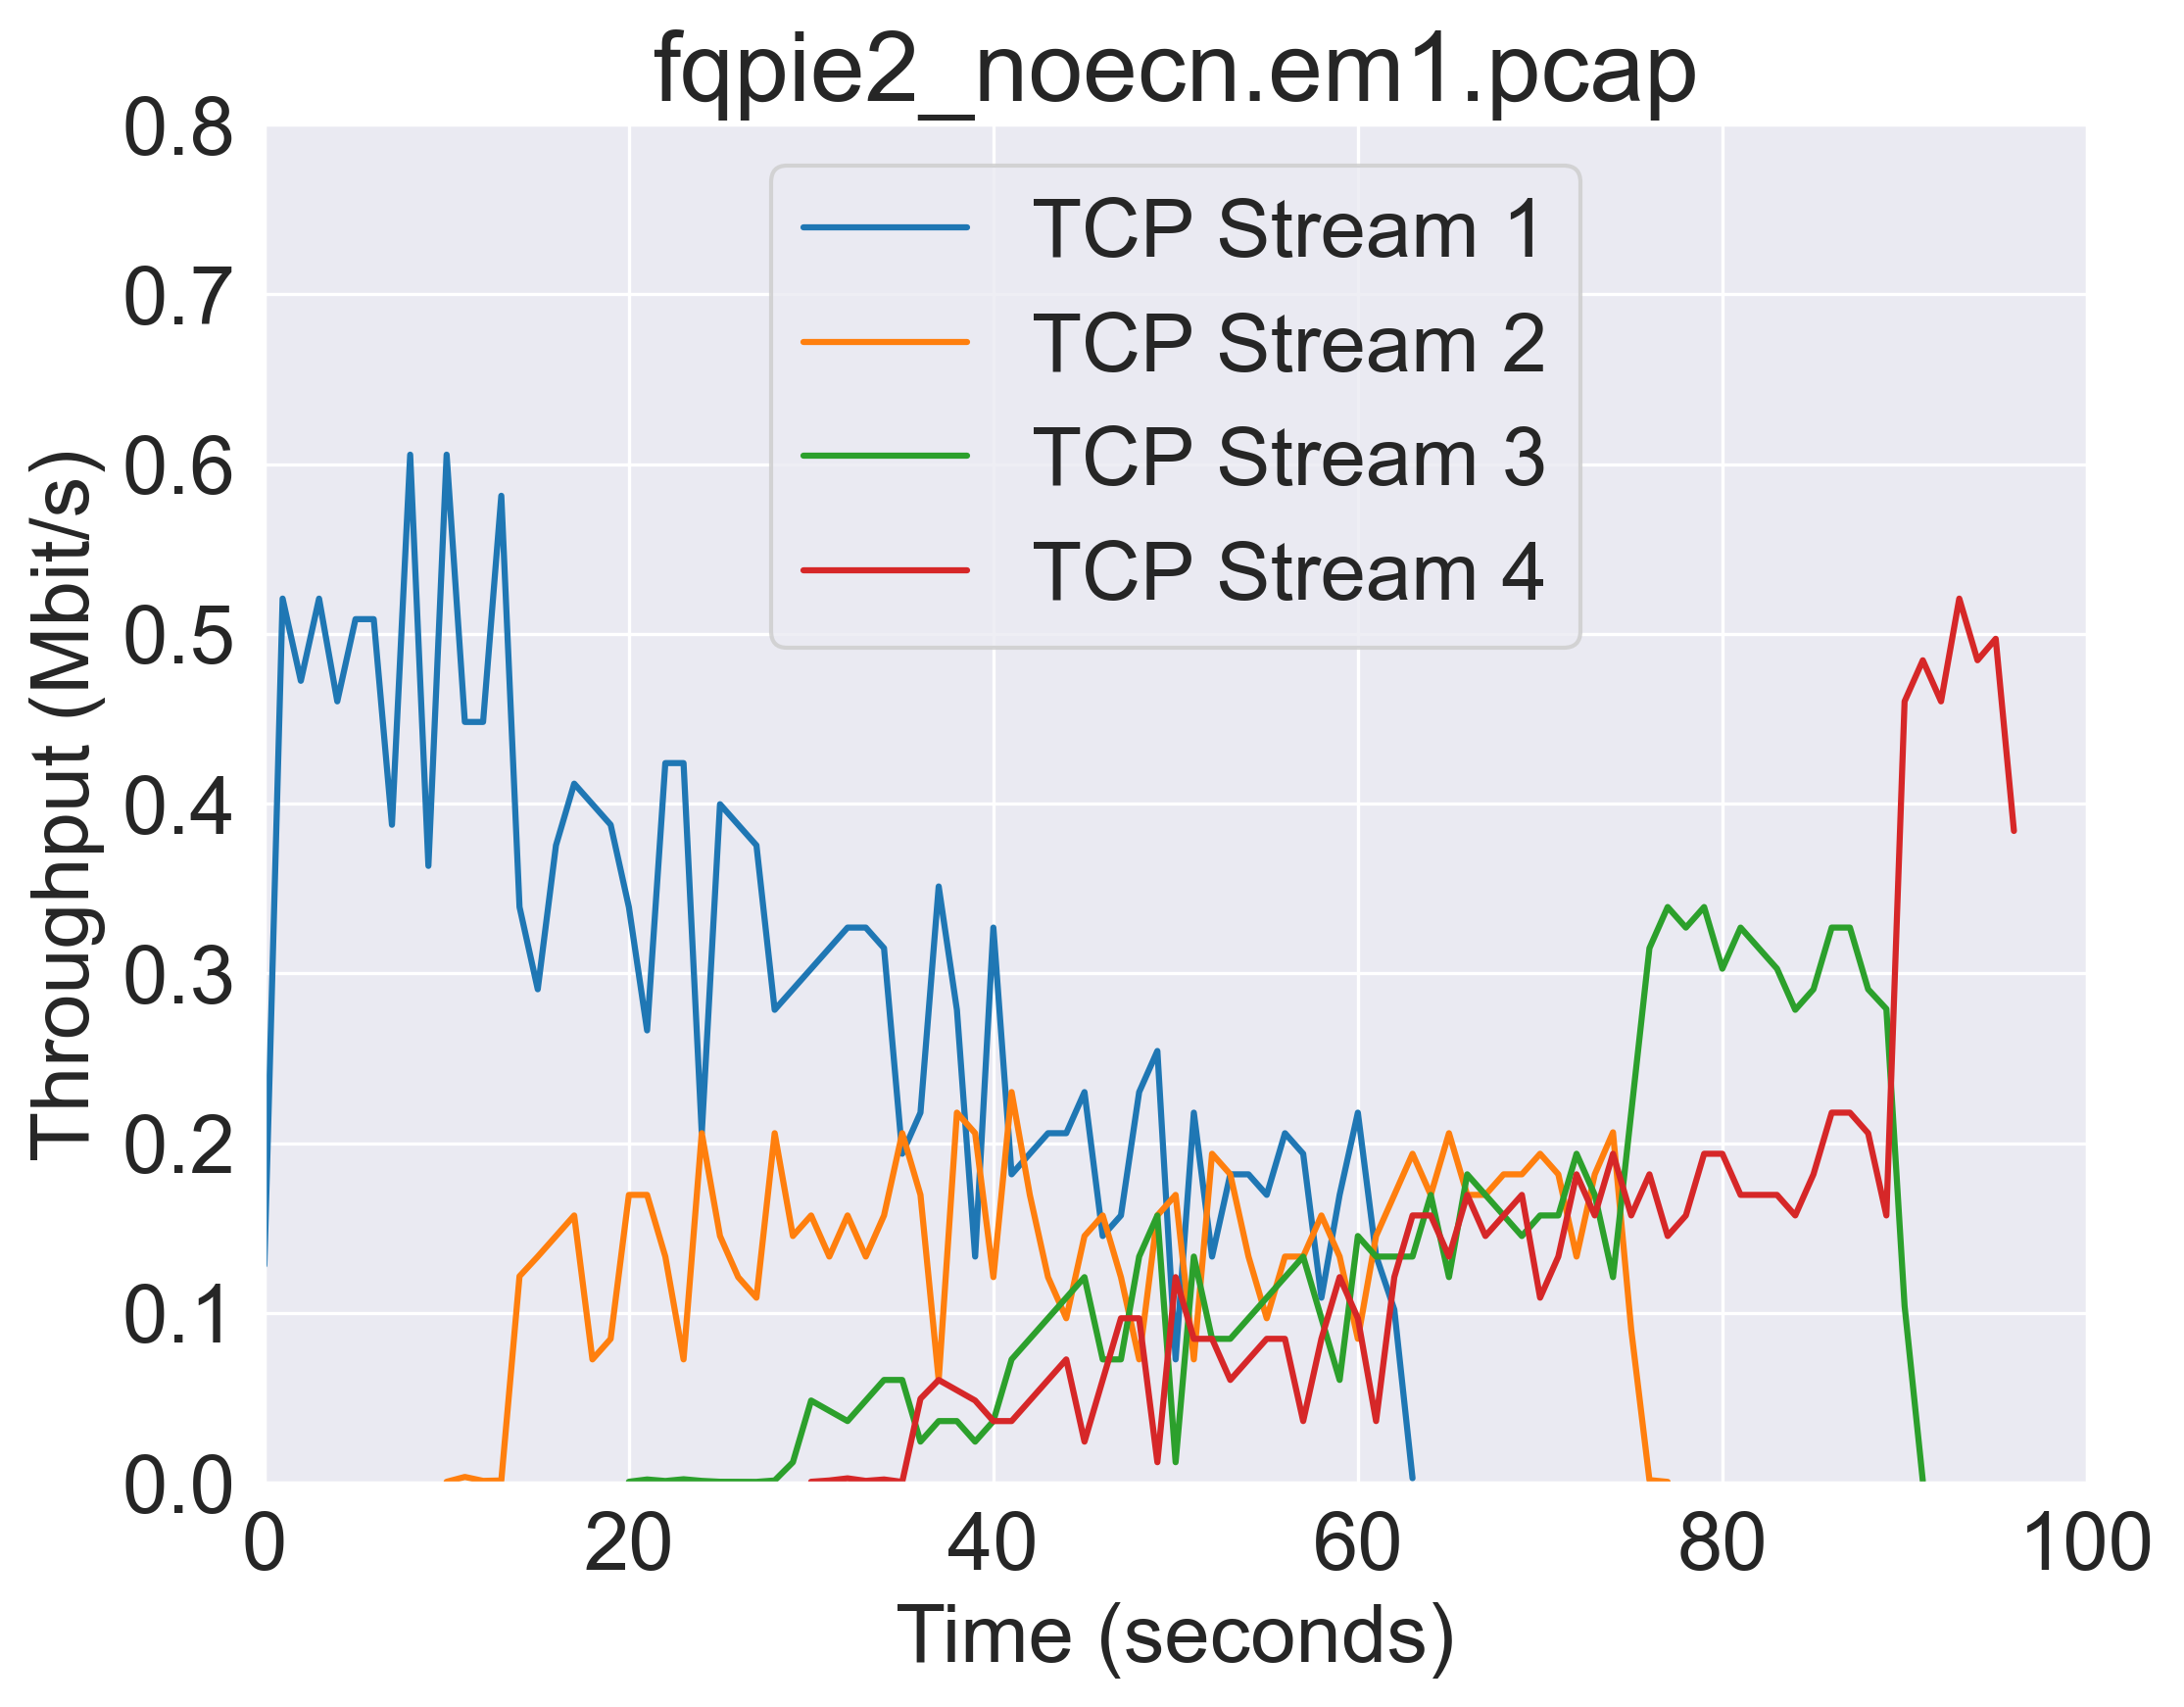 fqpie2_noecn.em1.pcap
0.8
0.7
0.6
0.5
0.4
0.3
0.2
0.1
0.0
Throughput (Mbit/s)
TCP Stream 1
TCP Stream 2
TCP Stream 3
TCP Stream 4
0 20 40 60 80 100
Time (seconds)